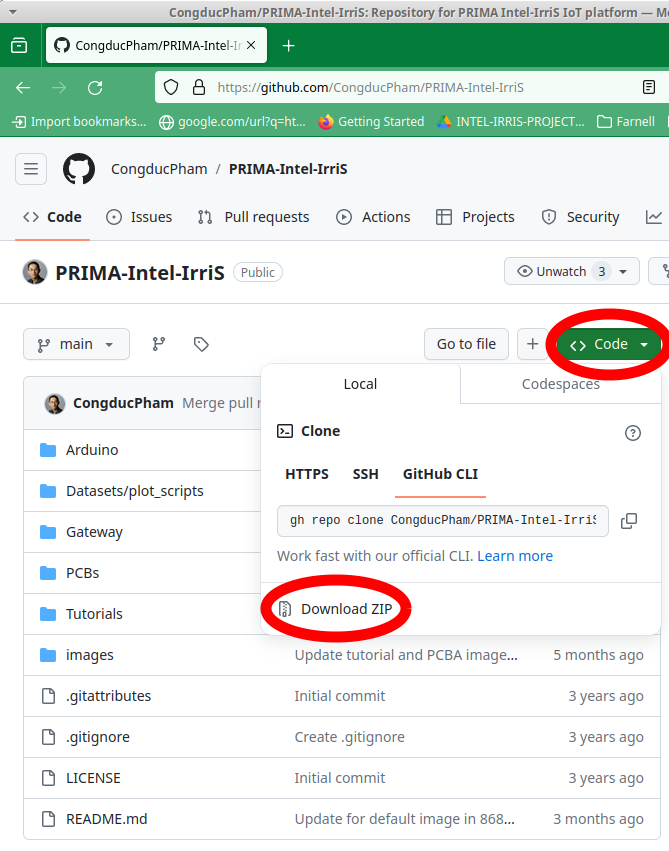 CongducPham/PRIMA-Intel-IrriS: Repository for PRIMA Intel-IrriS IoT platform — M
CongducPham/PRIMA-Intel-Ir
https://github.com/CongducPham/PRIMA-Intel-IrriS
Import bookmarks... google.com/url?q=ht... Getting Started INTEL-IRRIS-PROJECT... Farnell
CongducPham / PRIMA-Intel-IrriS
Code Issues Pull requests Actions Projects Security
PRIMA-Intel-IrriS Public Unwatch 3
main Go to file Code
Local Codespaces
CongducPham Merge pull r
Clone
Arduino
HTTPS SSH GitHub CLI
Datasets/plot_scripts
gh repo clone CongducPham/PRIMA-Intel-IrriS
Gateway
Work fast with our official CLI. Learn more
PCBs
Download ZIP
Tutorials
images Update tutorial and PCBA image... 5 months ago
.gitattributes Initial commit 3 years ago
.gitignore Create .gitignore 3 years ago
LICENSE Initial commit 3 years ago
README.md Update for default image in 868... 3 months ago